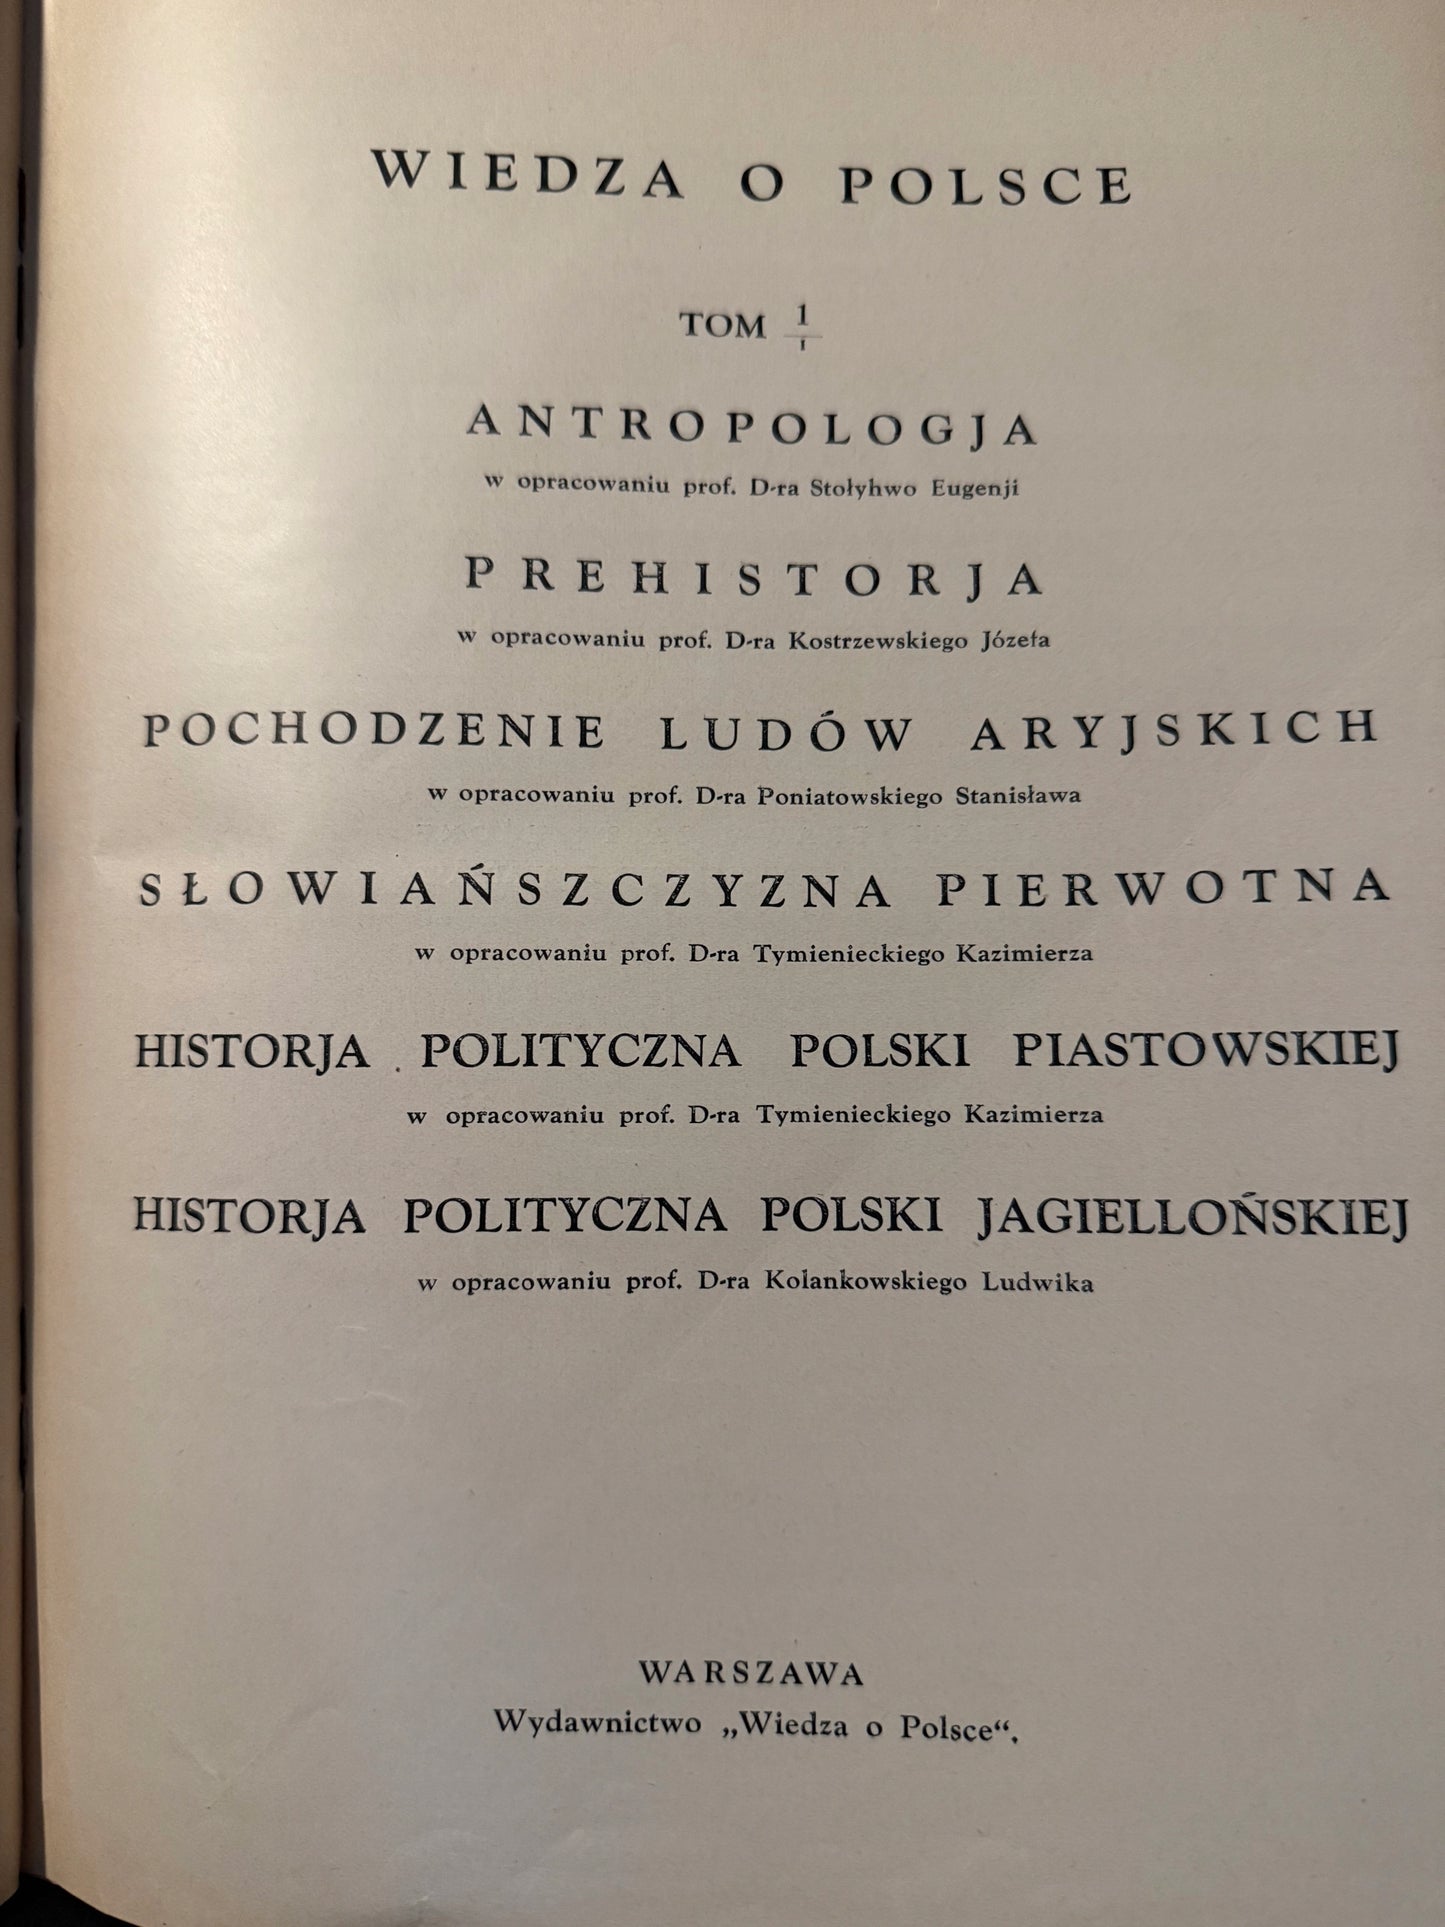 WIEDZA O POLSCE
TOM 1/1
ANTROPOLOGJA
w opracowaniu prof. D-ra Stołyhwo Eugenji
PREHISTORJA
w opracowaniu prof. D-ra Kostrzewskiego Józefa
POCHODZENIE LUDÓW ARYJSKICH
w opracowaniu prof. D-ra Poniatowskiego Stanisława
SŁOWIAŃSZCZYZNA PIERWOTNA
w opracowaniu prof. D-ra Tymienieckiego Kazimierza
HISTORJA POLITYCZNA POLSKI PIASTOWSKIEJ
w opracowaniu prof. D-ra Tymienieckiego Kazimierza
HISTORJA POLITYCZNA POLSKI JAGIELLOŃSKIEJ
w opracowaniu prof. D-ra Kolankowskiego Ludwika
WARSZAWA
Wydawnictwo „Wiedza o Polsce“.